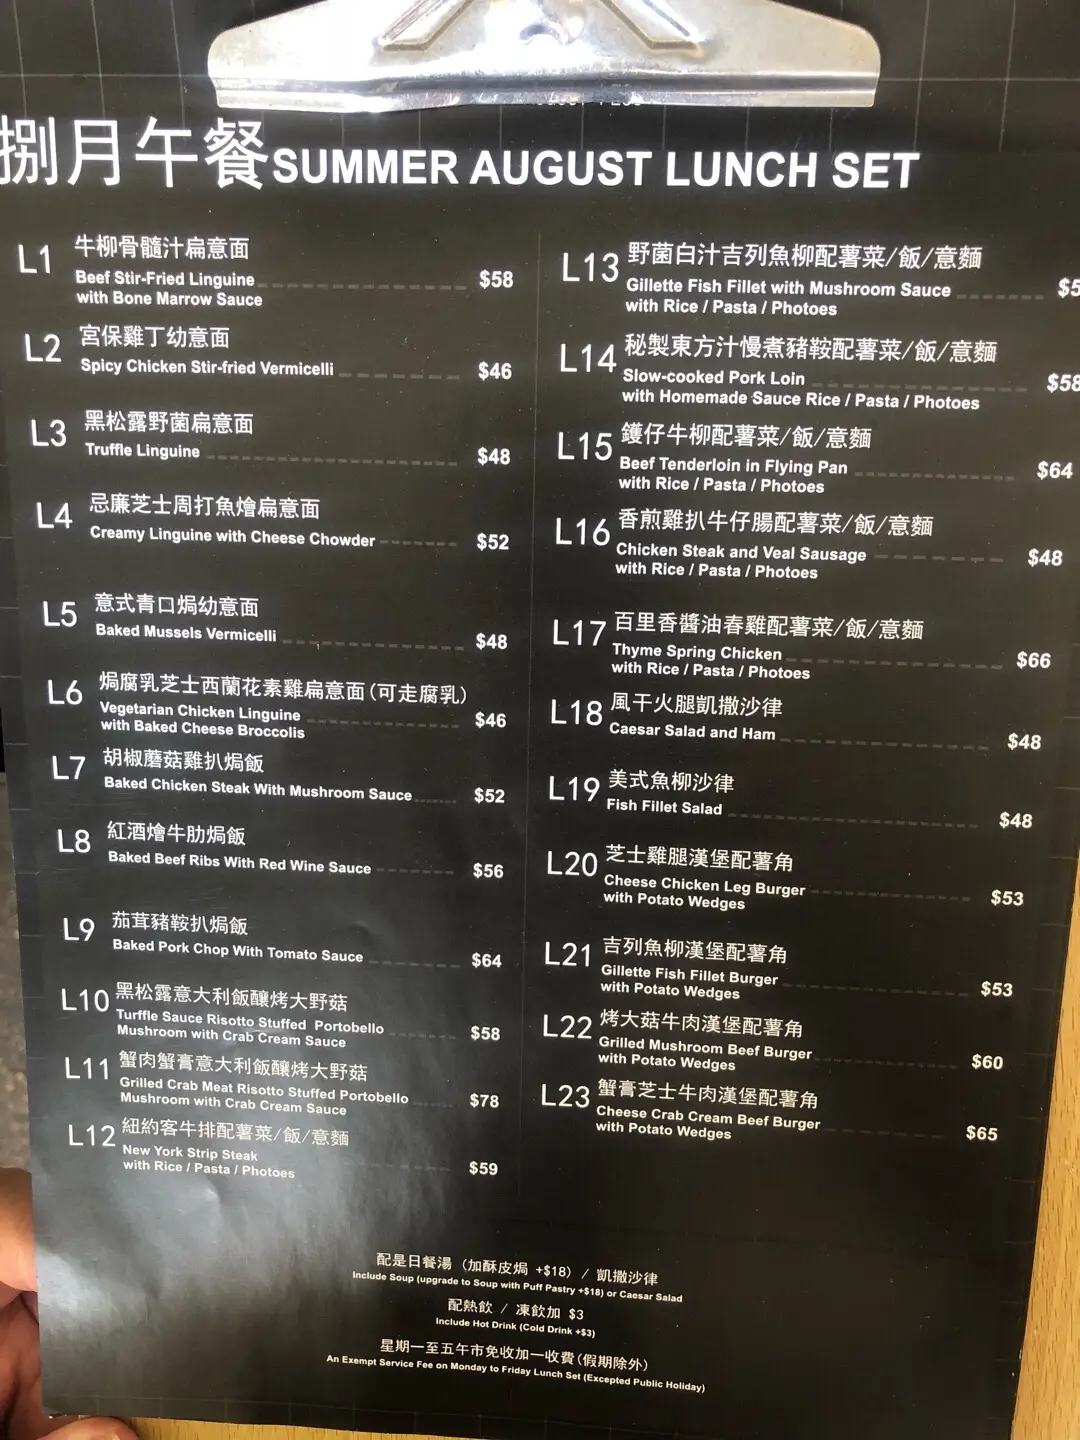 捌月午餐SUMMER AUGUST LUNCH SET
L1 牛柳骨髓汁扁意面
Beef Stir-Fried Linguine
with Bone Marrow Sauce $58
L2 宮保雞丁幼意面
Spicy Chicken Stir-fried Vermicelli $46
L3 黑松露野菌扁意面
Truffle Linguine $48
L4 忌廉芝士周打魚燴扁意面
Creamy Linguine with Cheese Chowder $52
L5 意式青口焗幼意面
Baked Mussels Vermicelli $48
L6 焗腐乳芝士西蘭花素雞扁意面(可走腐乳)
Vegetarian Chicken Linguine
with Baked Cheese Broccolis $46
L7 胡椒蘑菇雞扒焗飯
Baked Chicken Steak With Mushroom Sauce $52
L8 紅酒燴牛肋焗飯
Baked Beef Ribs With Red Wine Sauce $56
L9 茄茸豬鞍扒焗飯
Baked Pork Chop With Tomato Sauce $64
L10 黑松露意大利飯釀烤大野菇
Turffle Sauce Risotto Stuffed Portobello
Mushroom with Crab Cream Sauce $58
L11 蟹肉蟹膏意大利飯釀烤大野菇
Grilled Crab Meat Risotto Stuffed Portobello
Mushroom with Crab Cream Sauce $78
L12 紐約客牛排配薯菜/飯/意麵
New York Strip Steak
with Rice / Pasta / Photoes $59
L13 野菌白汁吉列魚柳配薯菜/飯/意麵
Gillette Fish Fillet with Mushroom Sauce
with Rice / Pasta / Photoes
L14 秘製東方汁慢煮豬鞍配薯菜/飯/意麵
Slow-cooked Pork Loin $58
with Homemade Sauce Rice / Pasta / Photoes
L15 鑊仔牛柳配薯菜/飯/意麵
Beef Tenderloin in Flying Pan $64
with Rice / Pasta / Photoes
L16 香煎雞扒牛仔腸配薯菜/飯/意麵
Chicken Steak and Veal Sausage $48
with Rice / Pasta / Photoes
L17 百里香醬油春雞配薯菜/飯/意麵
Thyme Spring Chicken $66
with Rice / Pasta / Photoes
L18 風干火腿凱撒沙律
Caesar Salad and Ham $48
L19 美式魚柳沙律
Fish Fillet Salad $48
L20 芝士雞腿漢堡配薯角
Cheese Chicken Leg Burger $53
with Potato Wedges
L21 吉列魚柳漢堡配薯角
Gillette Fish Fillet Burger $53
with Potato Wedges
L22 烤大菇牛肉漢堡配薯角
Grilled Mushroom Beef Burger $60
with Potato Wedges
L23 蟹膏芝士牛肉漢堡配薯角
Cheese Crab Cream Beef Burger $65
with Potato Wedges
配是日餐湯 (加酥皮焗 +$18) / 凱撒沙律
Include Soup (upgrade to Soup with Puff Pastry +$18) or Caesar Salad
配熱飲 / 凍飲加 $3
Include Hot Drink (Cold Drink +$3)
星期一至五午市免收加一收費(假期除外)
An Exempt Service Fee on Monday to Friday Lunch Set (Excepted Public Holiday)